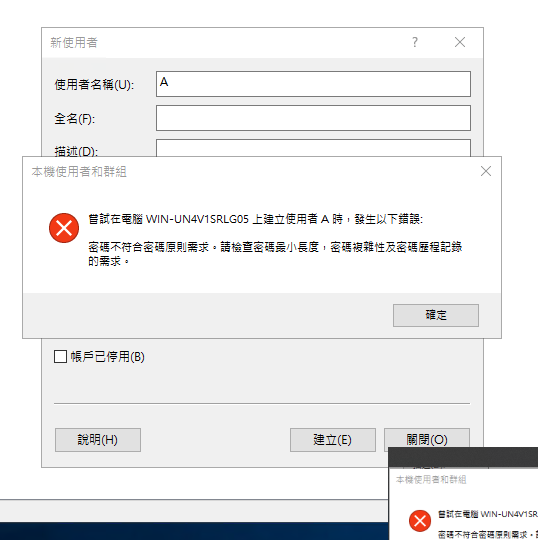 新使用者
?
使用者名稱(U):
A
全名(F):
描述(D):
本機使用者和群組
嘗試在電腦 WIN-UN4V1SRLG05 上建立使用者 A 時，發生以下錯誤:
密碼不符合密碼原則需求。請檢查密碼最小長度，密碼複雜性及密碼歷程記錄
的需求。
確定
帳戶已停用(B)
說明(H)
建立(E)
關閉(O)
本機使用者和群組
嘗試在電腦 WIN-UN4V1SR
密碼不符合密碼原則需求。